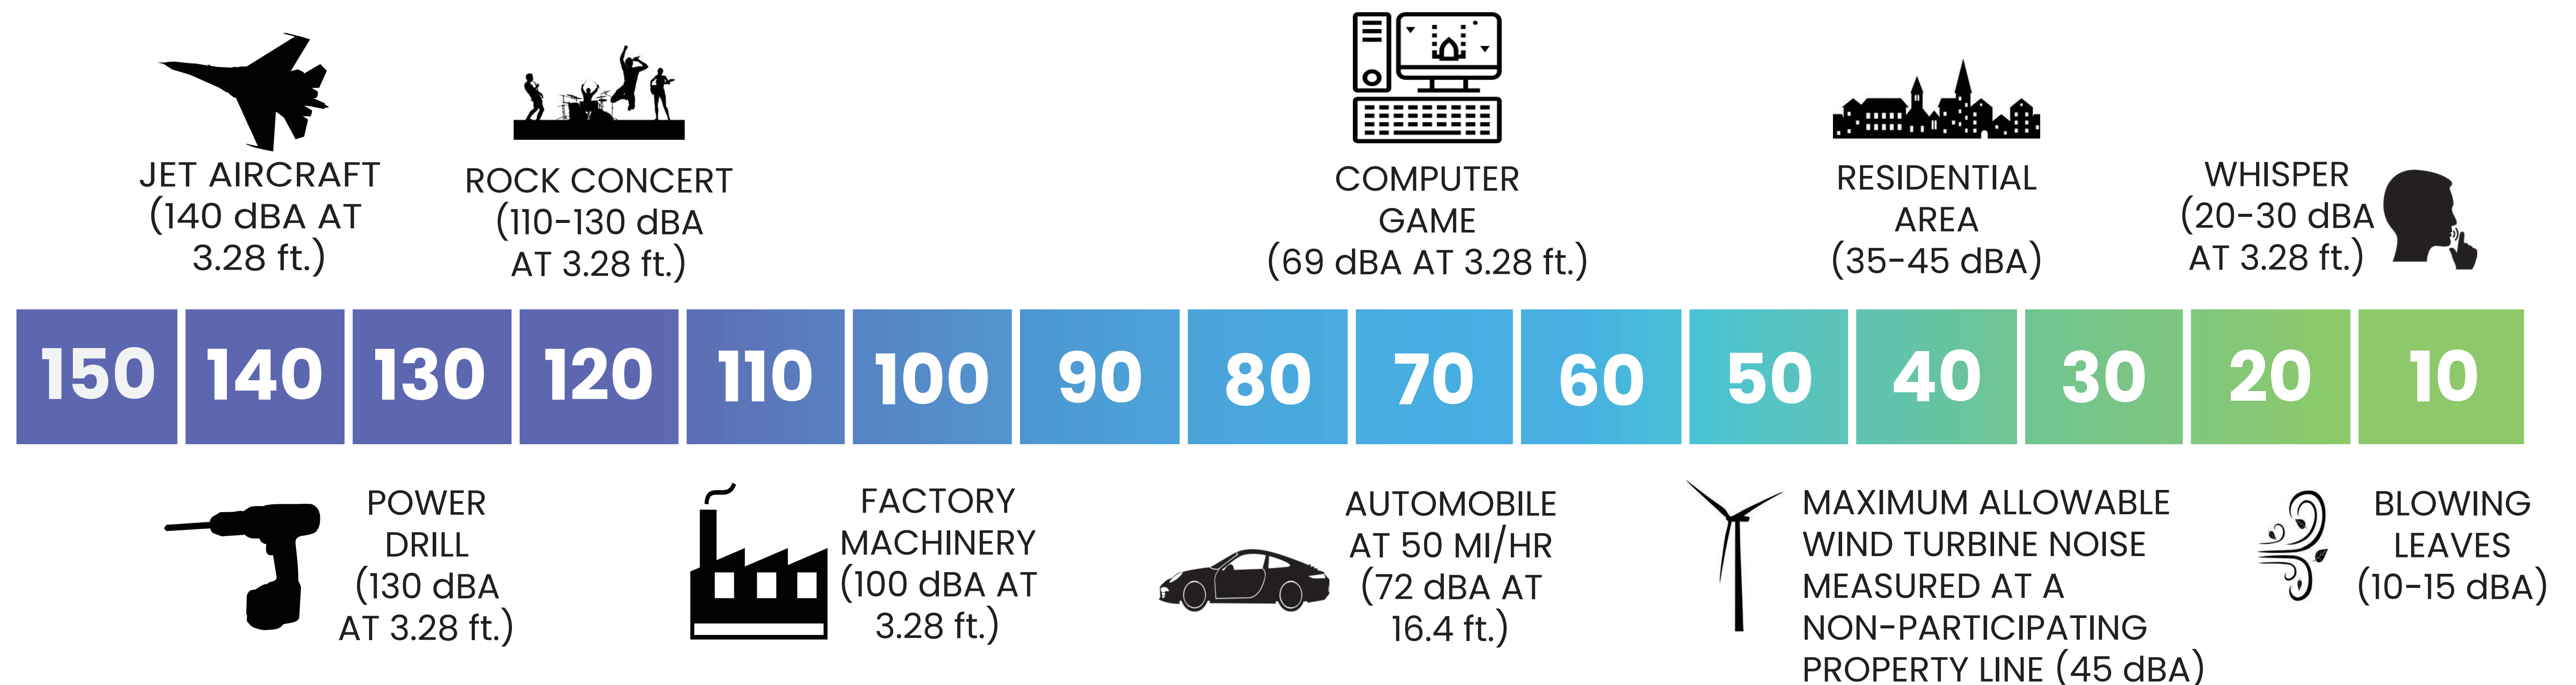 JET AIRCRAFT
(140 dBA AT
3.28 ft.)
ROCK CONCERT
(110-130 dBA
AT 3.28 ft.)
COMPUTER
GAME
(69 dBA AT 3.28 ft.)
RESIDENTIAL
AREA
(35-45 dBA)
WHISPER
(20-30 dBA
AT 3.28 ft.)
150 140 130 120 110 100 90 80 70 60 50 40 30 20 10
POWER
DRILL
(130 dBA
AT 3.28 ft.)
FACTORY
MACHINERY
(100 dBA AT
3.28 ft.)
AUTOMOBILE
AT 50 MI/HR
(72 dBA AT
16.4 ft.)
MAXIMUM ALLOWABLE
WIND TURBINE NOISE
MEASURED AT A
NON-PARTICIPATING
PROPERTY LINE (45 dBA)
BLOWING
LEAVES
(10-15 dBA)